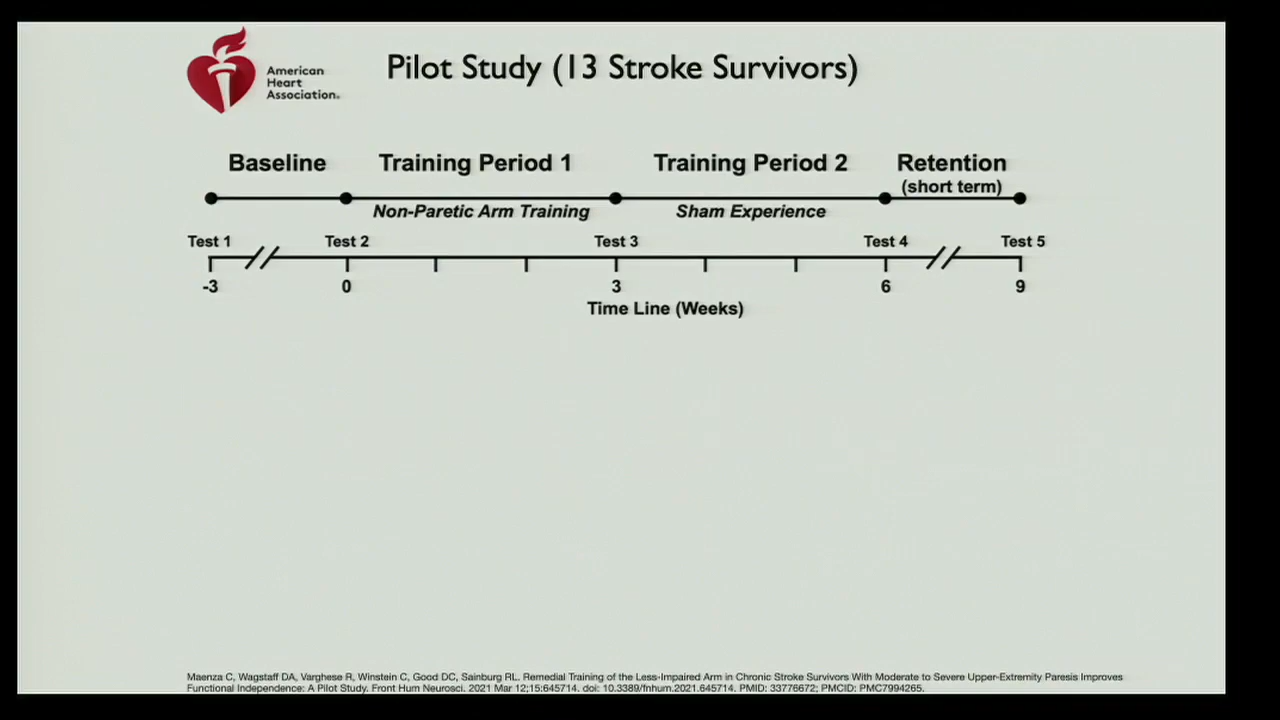 American
Heart
Association.
Pilot Study (13 Stroke Survivors)
Baseline Training Period 1 Training Period 2 Retention
(short term)
Non-Paretic Arm Training Sham Experience
Test 1 Test 2 Test 3 Test 4 Test 5
-3 0 3 6 9
Time Line (Weeks)
Maenza C, Wagstaff DA, Varghese R, Winstein C, Good DC, Sainburg RL. Remedial Training of the Less-Impaired Arm in Chronic Stroke Survivors With Moderate to Severe Upper-Extremity Paresis Improves
Functional Independence: A Pilot Study. Front Hum Neurosci. 2021 Mar 12;15:645714. doi: 10.3389/fnhum.2021.645714. PMID: 33776672; PMCID: PMC7994265.